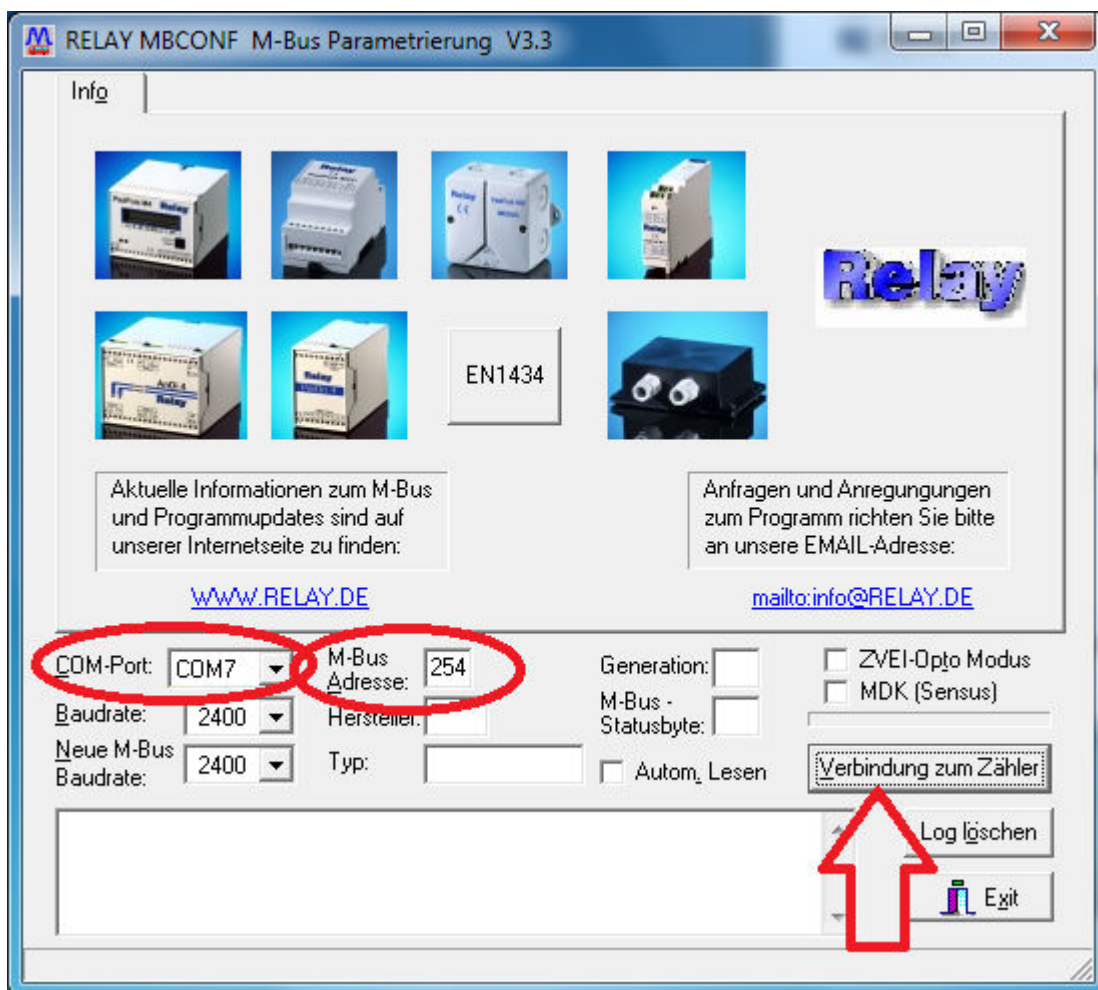 RELAY MBCONF M-Bus Parametrierung V3.3
Info
Relay
EN1434
Aktuelle Informationen zum M-Bus
und Programmupdates sind auf
unserer Internetseite zu finden:
Anfragen und Anregungungen
zum Programm richten Sie bitte
an unsere EMAIL-Adresse:
WWW.RELAY.DE
mailto:info@RELAY.DE
COM-Port: COM7
M-Bus
Adresse: 254
Generation:
ZVEI-Opto Modus
MDK (Sensus)
Baudrate: 2400
Hersteller:
M-Bus -
Statusbyte:
Neue M-Bus
Baudrate: 2400
Typ:
Autom. Lesen
Verbindung zum Zähler
Log löschen
Exit